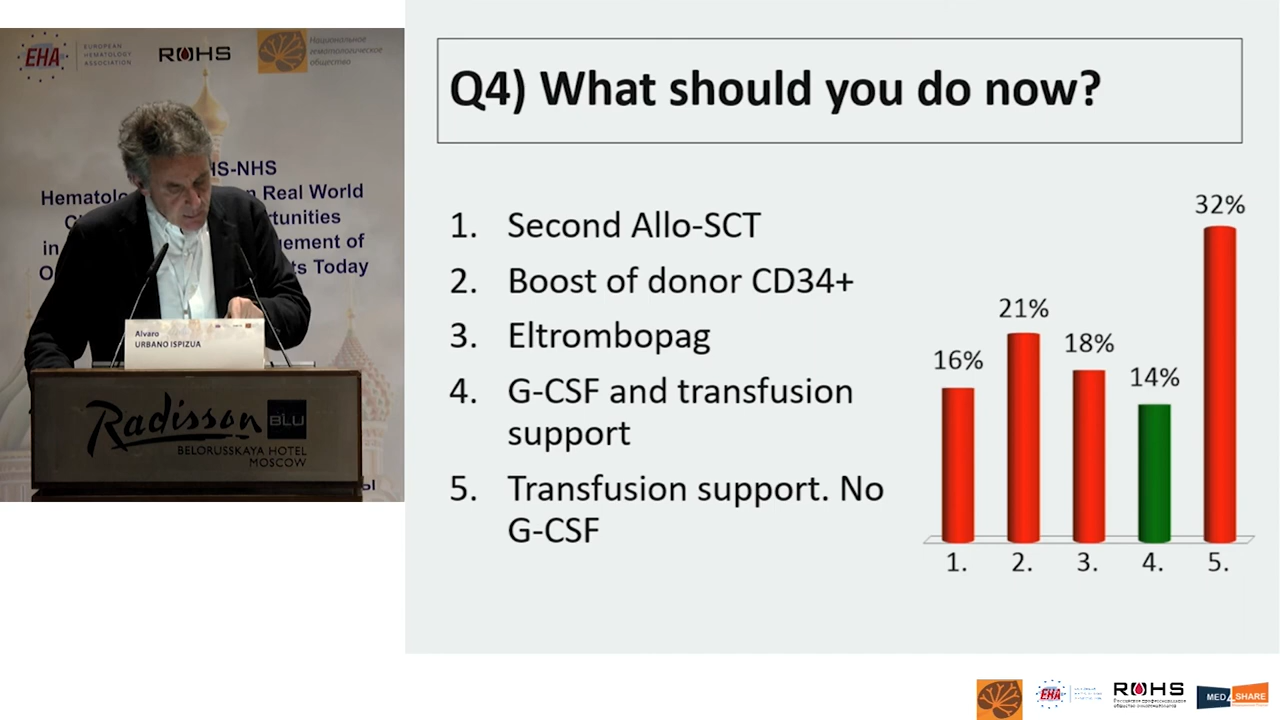 EHA
EUROPEAN
HEMATOLOGY
ASSOCIATION
ROHS
Национальное
гематологическое
общество
HS-NHS
Real World
rtunities
in
ement of
ts Today
Alvaro
URBANO ISPIZUA
Radisson BLU
BELORUSSKAYA HOTEL
MOSCOW
Q4) What should you do now?
1. Second Allo-SCT
2. Boost of donor CD34+
3. Eltrombopag
4. G-CSF and transfusion
support
5. Transfusion support. No
G-CSF
16%
21%
18%
14%
32%
1. 2. 3. 4. 5.
EHA
ROHS
MED SHARE